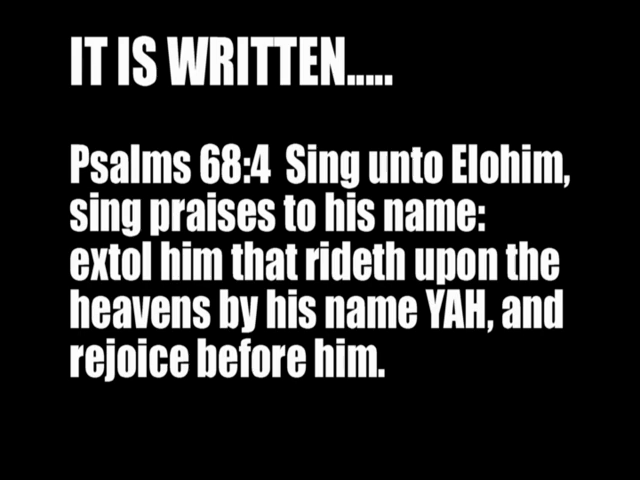 IT IS WRITTEN.....
Psalms 68:4  Sing unto Elohim,
sing praises to his name:
extol him that rideth upon the
heavens by his name YAH, and
rejoice before him.